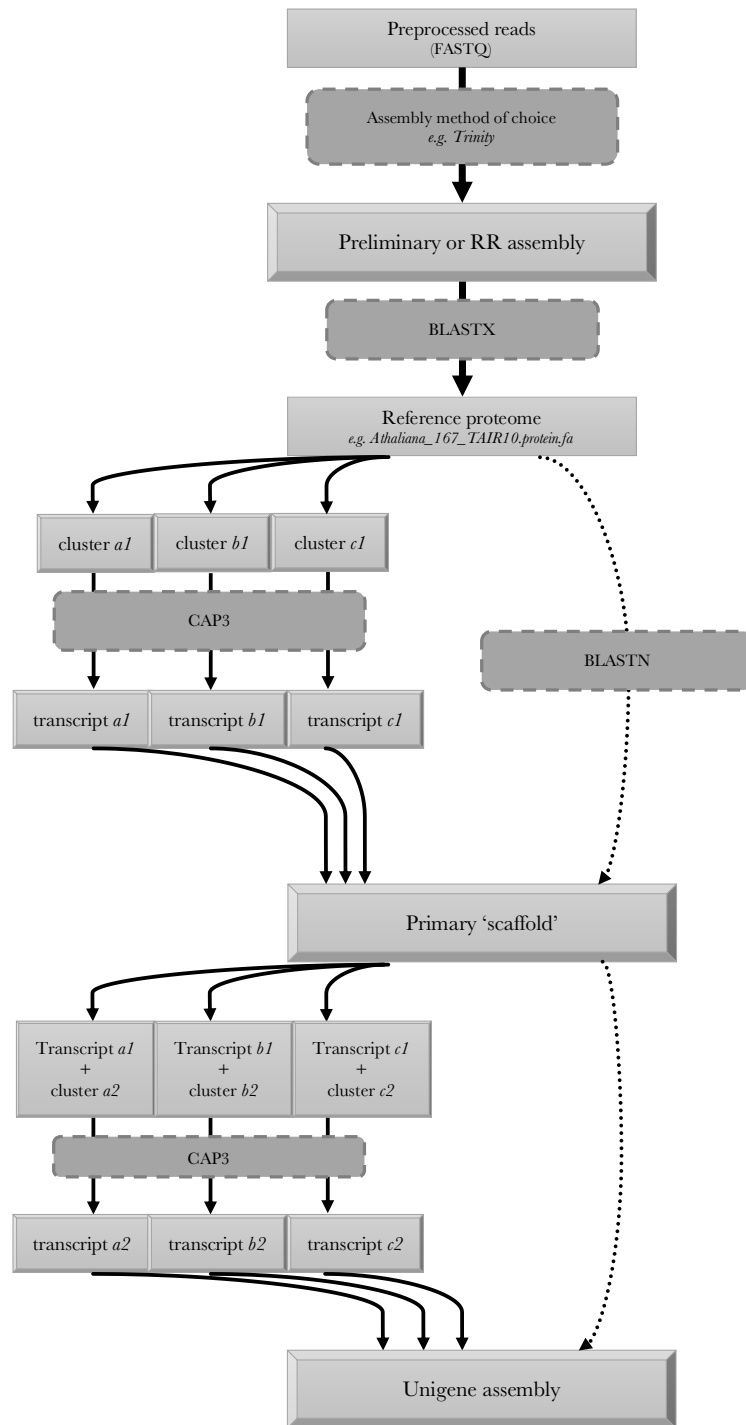 Preprocessed reads
(FASTQ)
Assembly method of choice
e.g. Trinity
Preliminary or RR assembly
BLASTX
Reference proteome
e.g. Athaliana_167_TAIR10.protein.fa
cluster a1
cluster b1
cluster c1
CAP3
BLASTN
transcript a1
transcript b1
transcript c1
Primary ‘scaffold’
Transcript a1
+
cluster a2
Transcript b1
+
cluster b2
Transcript c1
+
cluster c2
CAP3
transcript a2
transcript b2
transcript c2
Unigene assembly